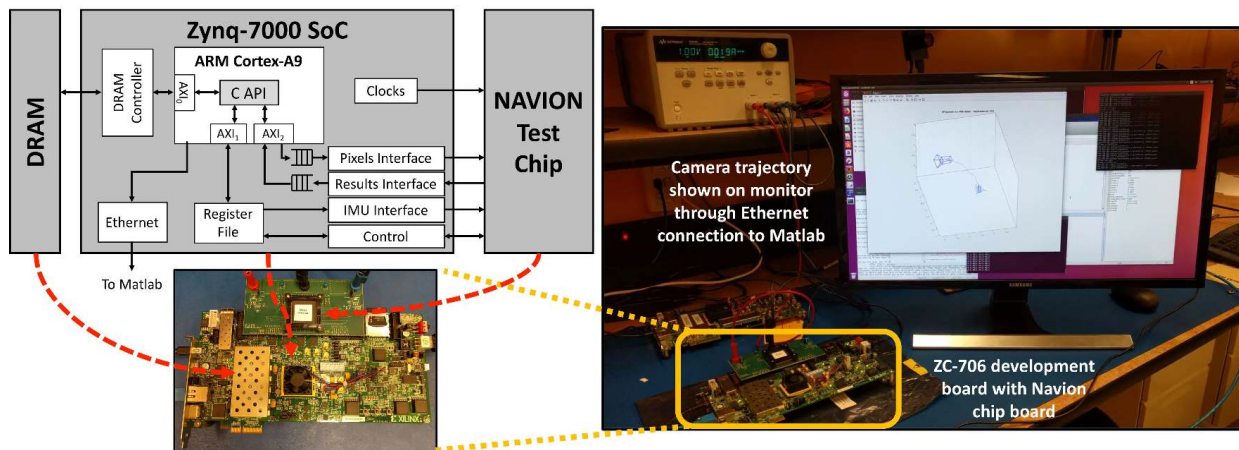 Zynq-7000 SoC
DRAM
DRAM
Controller
ARM Cortex-A9
AXI0
C API
AXI1
AXI2
Clocks
NAVION
Test
Chip
Pixels Interface
Results Interface
IMU Interface
Control
Ethernet
Register
File
To Matlab
XILINX
Camera trajectory
shown on monitor
through Ethernet
connection to Matlab
SAMSUNG
ZC-706 development
board with Navion
chip board